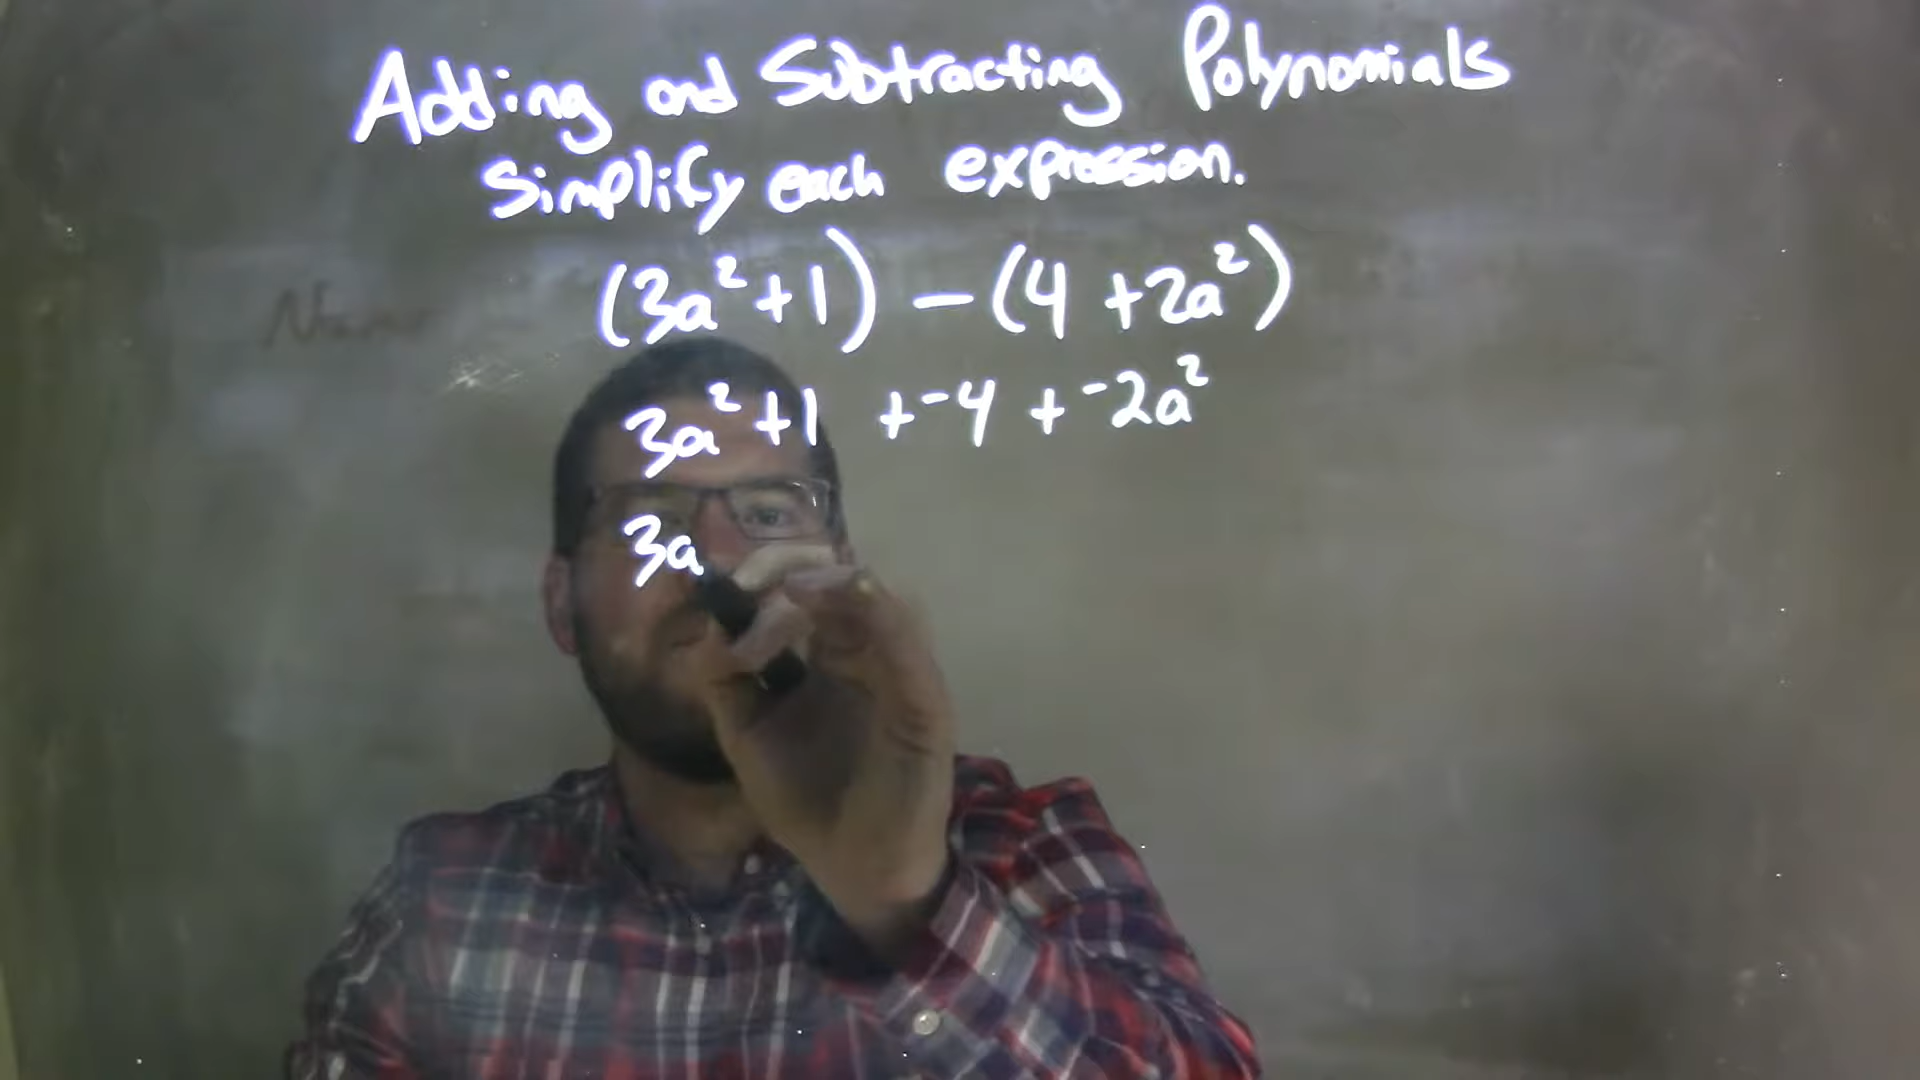 Adding and Subtracting Polynomials
Simplify each expression.
(3a²+1) - (4 +2a²)
3a²+1 +⁻4 +⁻2a²
3a